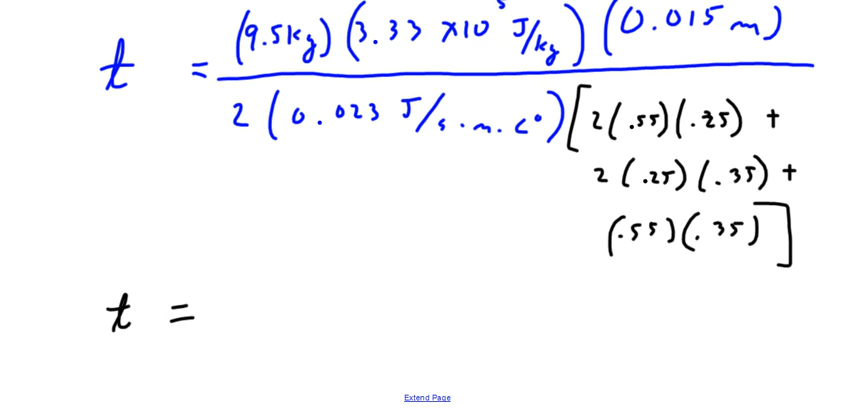 t = (9.5kg) (3.33 x10⁵ J/kg) (0.015 m)
2 (0.023 J/s.m.c°) [2(.55)(.25) +
2 (.25)(.35) +
(.55)(.35)]
t =
Extend Page